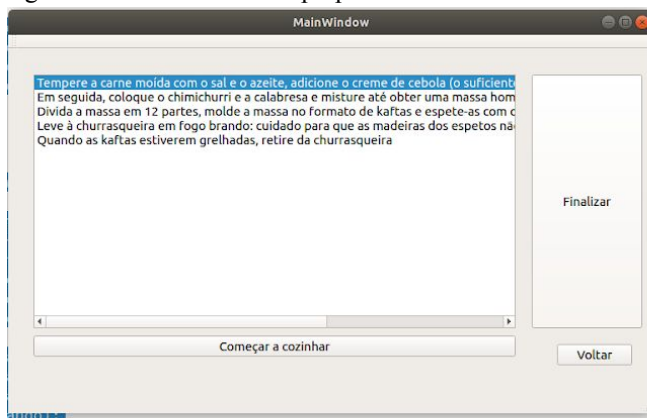 MainWindow
Tempere a carne moída com o sal e o azeite, adicione o creme de cebola (o suficient
Em seguida, coloque o chimichurri e a calabresa e misture até obter uma massa hom
Divida a massa em 12 partes, molde a massa no formato de kaftas e espete-as com
Leve à churrasqueira em fogo brando: cuidado para que as madeiras dos espetos nã
Quando as kaftas estiverem grelhadas, retire da churrasqueira
Finalizar
Começar a cozinhar
Voltar